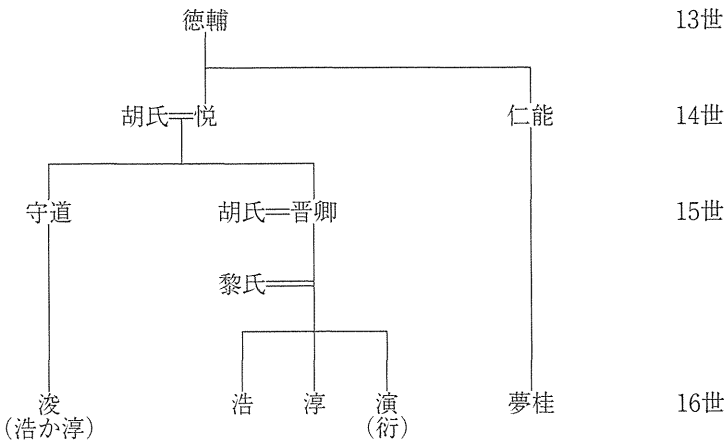 徳輔 13世
胡氏 悦 仁能 14世
守道 胡氏 晋卿 15世
黎氏
浚 浩 淳 演 夢桂 16世
(浩か淳) (衍)